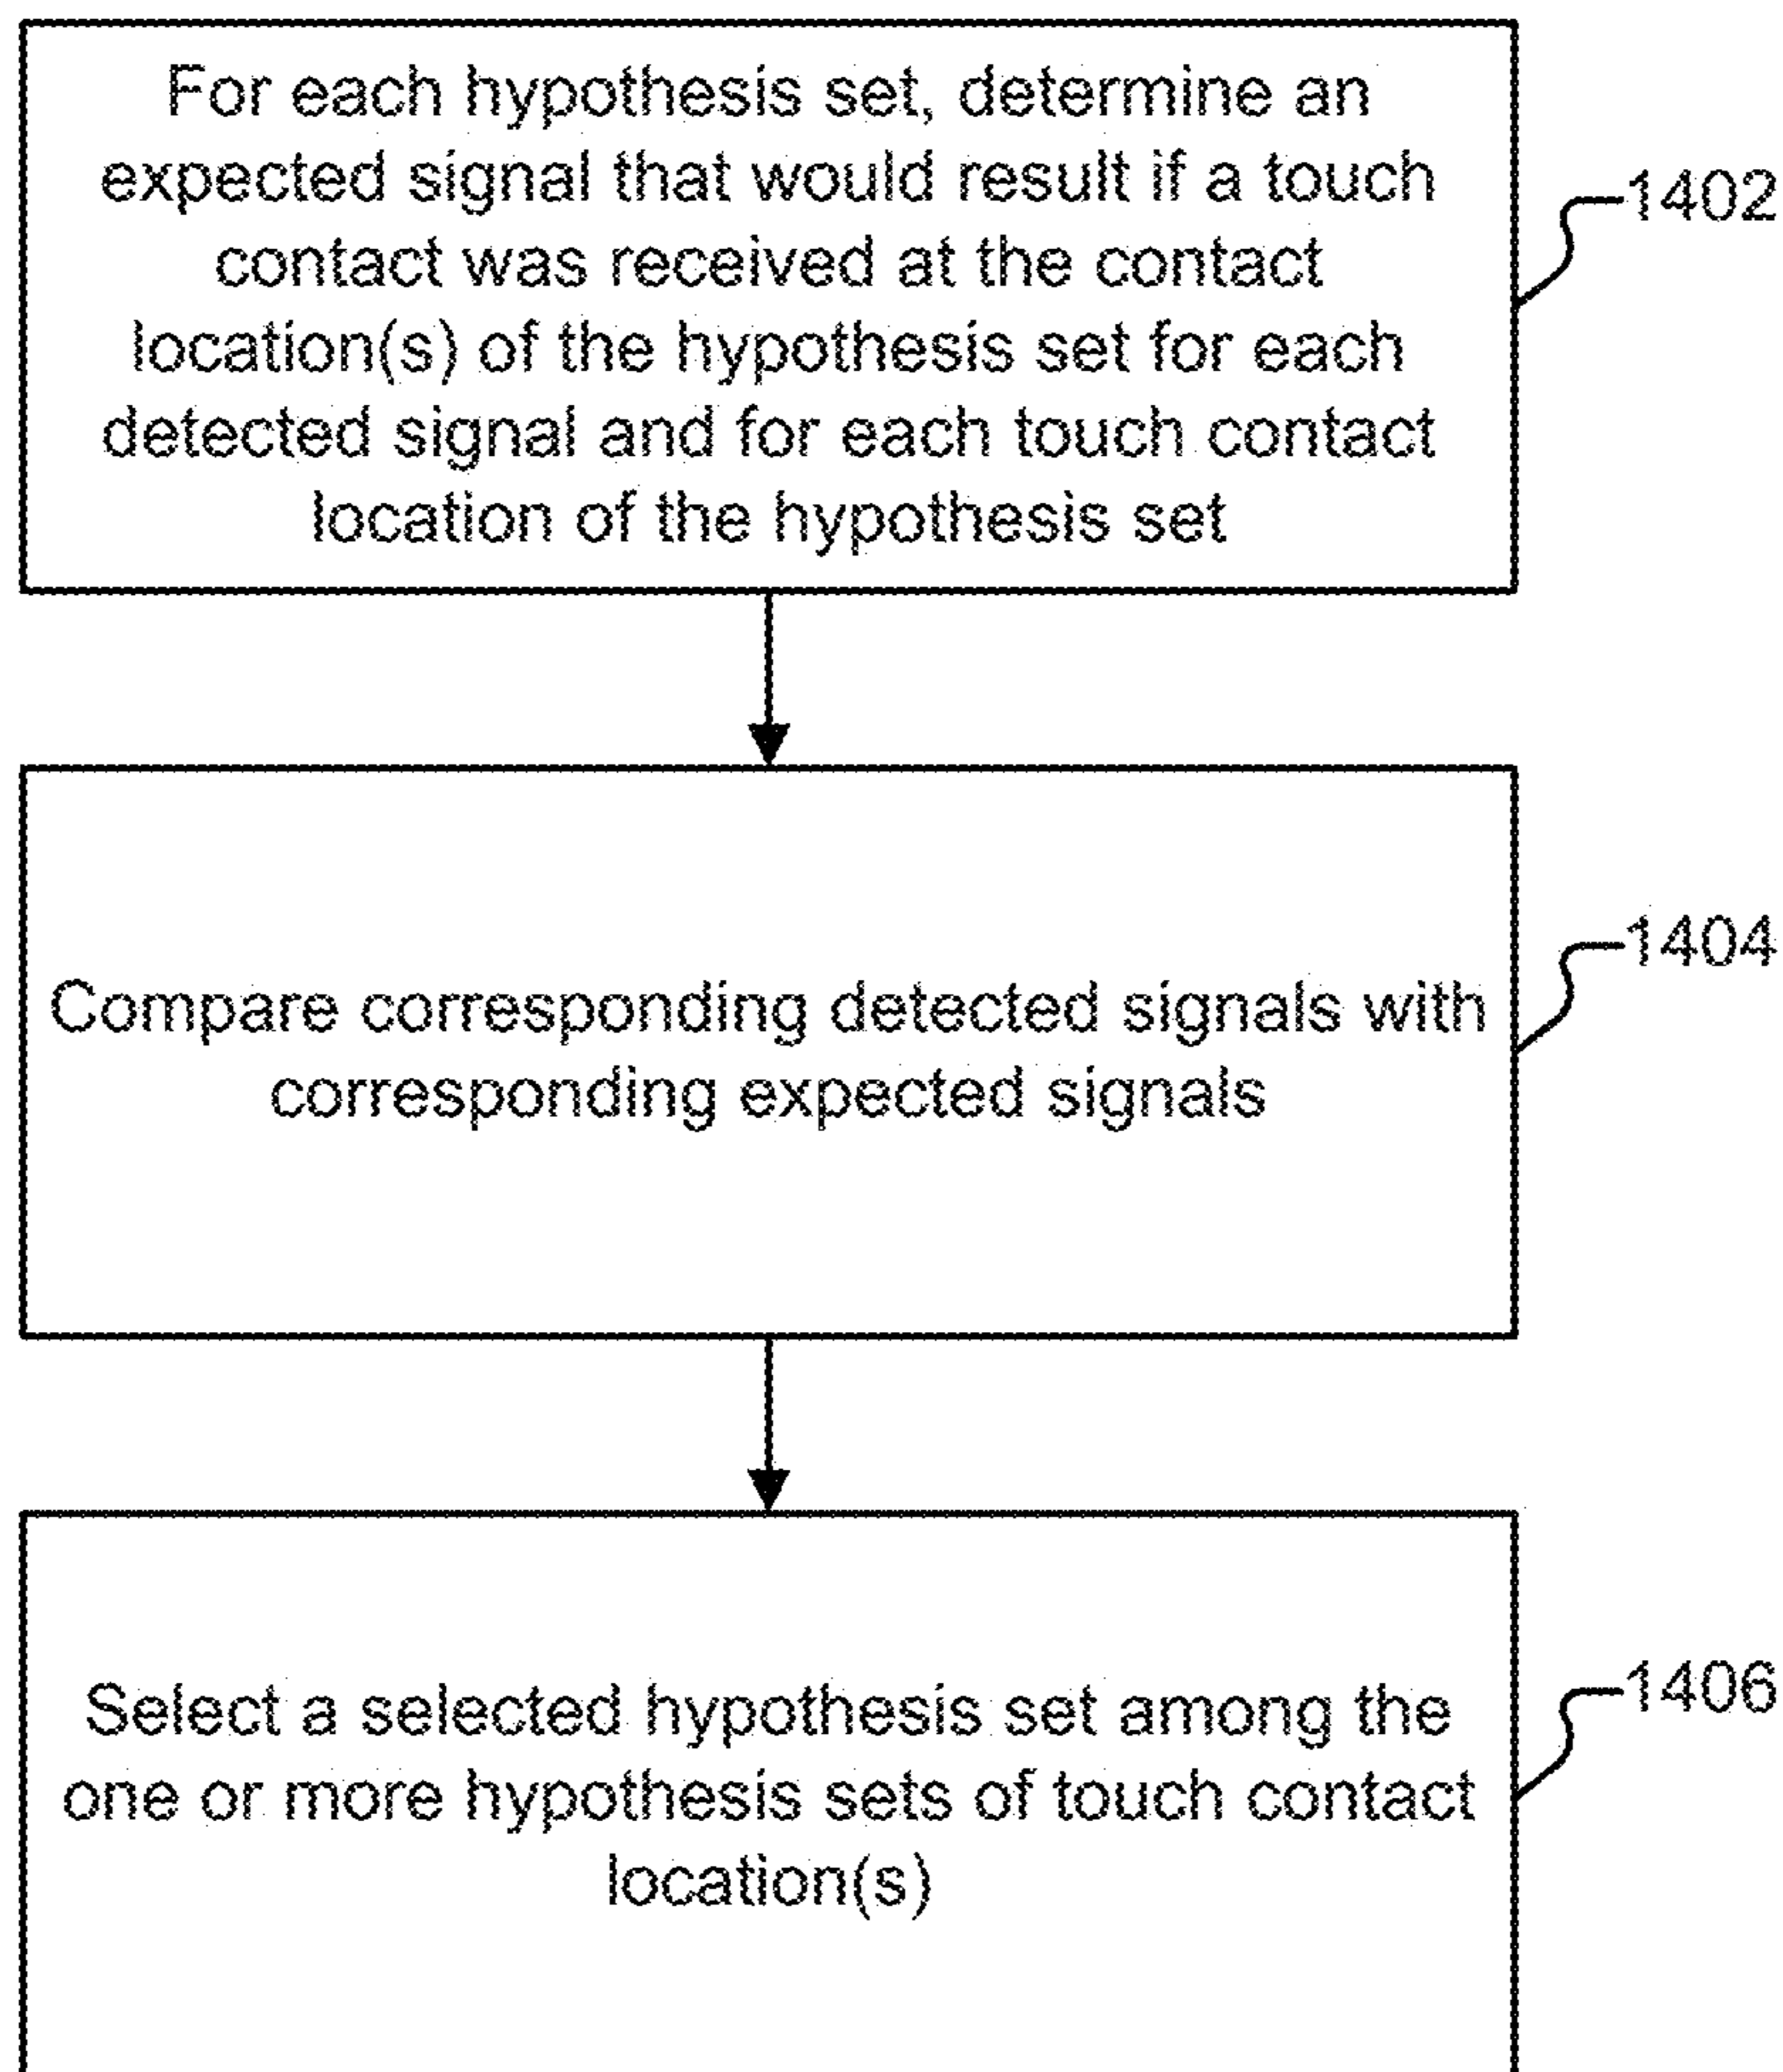 For each hypothesis set, determine an
expected signal that would result if a touch
contact was received at the contact
location(s) of the hypothesis set for each
detected signal and for each touch contact
location of the hypothesis set
1402
Compare corresponding detected signals with
corresponding expected signals
1404
Select a selected hypothesis set among the
one or more hypothesis sets of touch contact
location(s)
1406